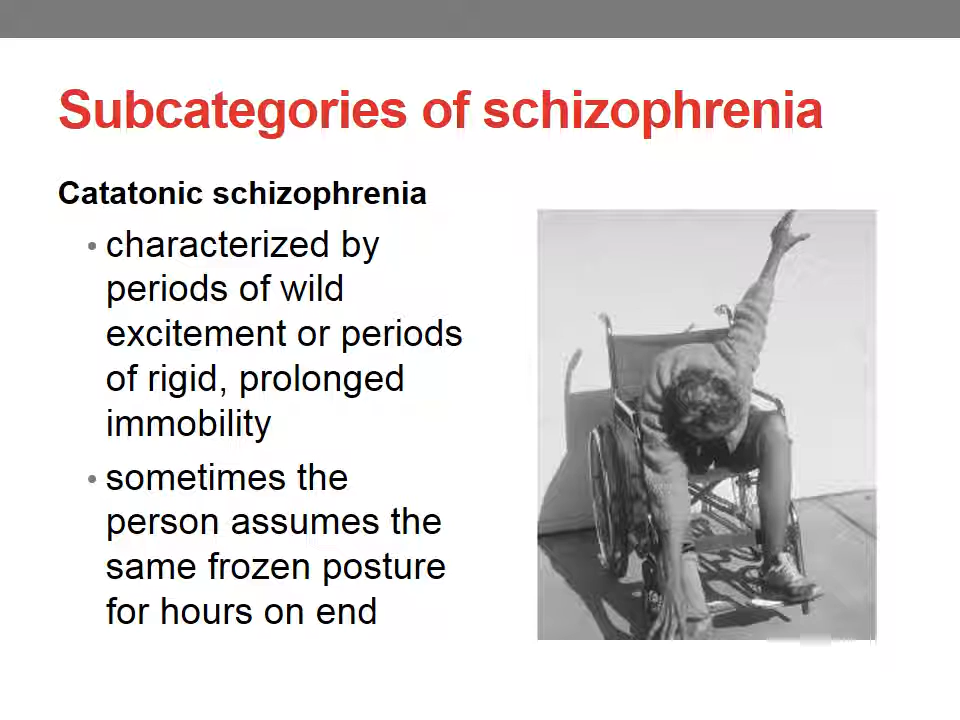 Subcategories of schizophrenia
Catatonic schizophrenia
• characterized by
periods of wild
excitement or periods
of rigid, prolonged
immobility
• sometimes the
person assumes the
same frozen posture
for hours on end